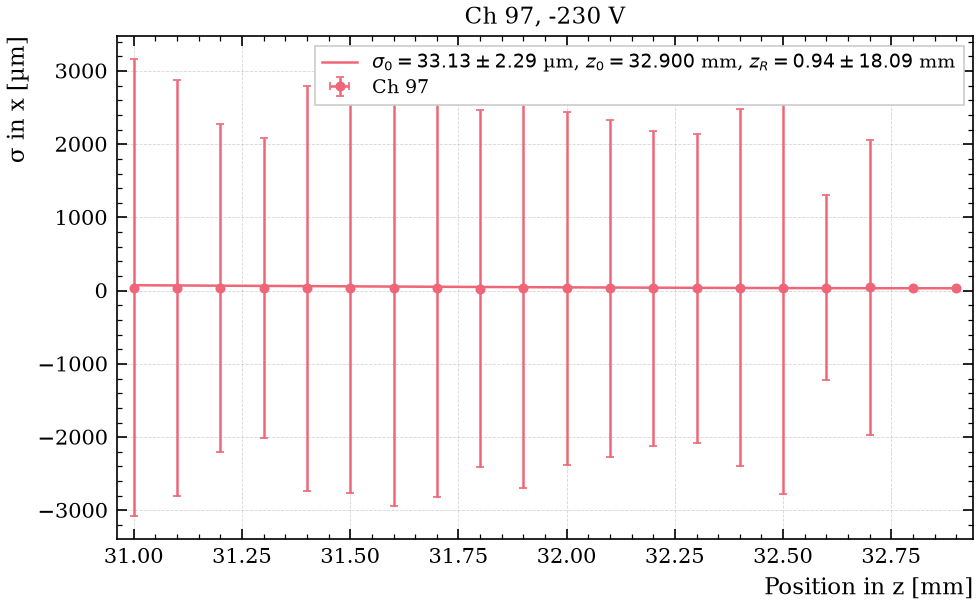 Ch 97, -230 V
σ in x [µm]
σ₀ = 33.13 ± 2.29 µm, z₀ = 32.900 mm, z_R = 0.94 ± 18.09 mm
Ch 97
3000
2000
1000
0
−1000
−2000
−3000
31.00 31.25 31.50 31.75 32.00 32.25 32.50 32.75
Position in z [mm]